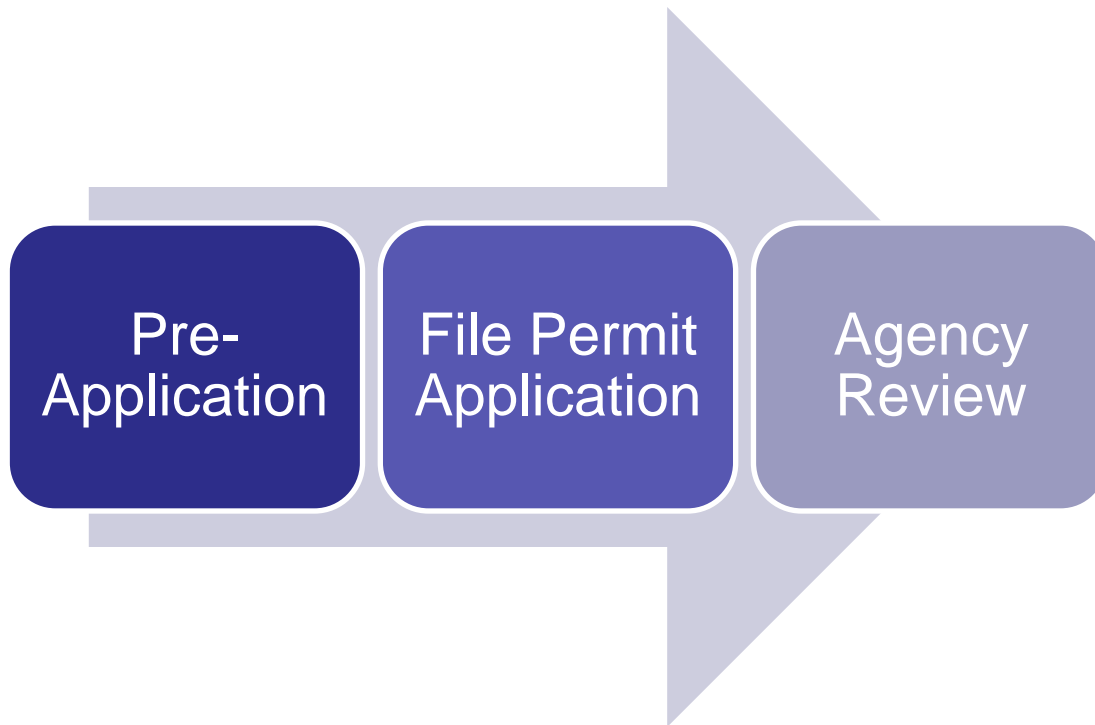 Pre-
Application
File Permit
Application
Agency
Review